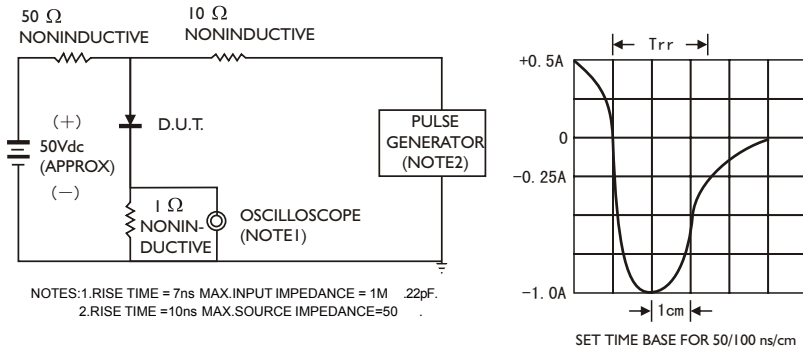 50 Ω
NONINDUCTIVE
10 Ω
NONINDUCTIVE
(+)
50Vdc
(APPROX)
(−)
D.U.T.
PULSE
GENERATOR
(NOTE2)
1 Ω
NONIN-
DUCTIVE
OSCILLOSCOPE
(NOTE1)
NOTES:1.RISE TIME = 7ns MAX.INPUT IMPEDANCE = 1M .22pF.
2.RISE TIME =10ns MAX.SOURCE IMPEDANCE=50 .
Trr
+0.5A
0
-0.25A
-1.0A
1cm
SET TIME BASE FOR 50/100 ns/cm